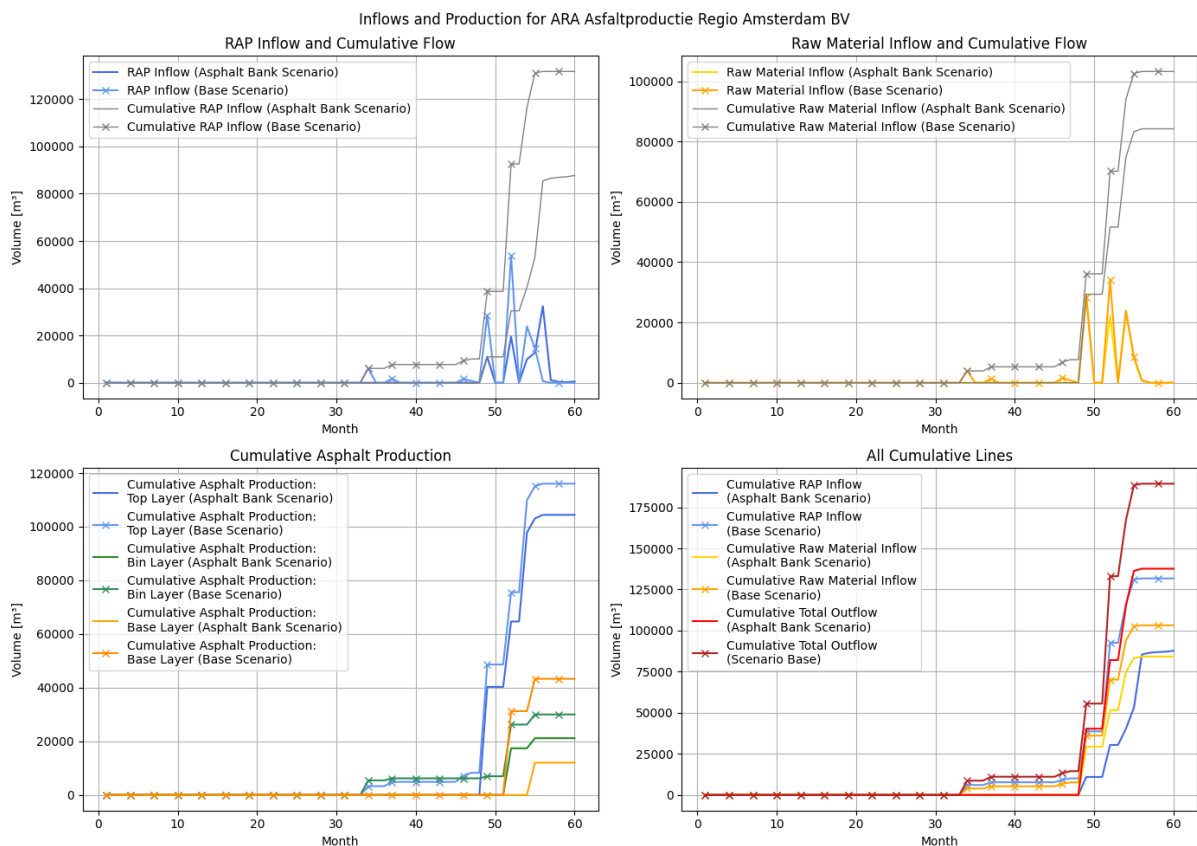 Inflows and Production for ARA Asfaltproductie Regio Amsterdam BV
RAP Inflow and Cumulative Flow
RAP Inflow (Asphalt Bank Scenario)
RAP Inflow (Base Scenario)
Cumulative RAP Inflow (Asphalt Bank Scenario)
Cumulative RAP Inflow (Base Scenario)
120000
100000
80000
60000
40000
20000
0
Volume [m³]
0 10 20 30 40 50 60
Month
Raw Material Inflow and Cumulative Flow
Raw Material Inflow (Asphalt Bank Scenario)
Raw Material Inflow (Base Scenario)
Cumulative Raw Material Inflow (Asphalt Bank Scenario)
Cumulative Raw Material Inflow (Base Scenario)
100000
80000
60000
40000
20000
0
Volume [m³]
0 10 20 30 40 50 60
Month
Cumulative Asphalt Production
Cumulative Asphalt Production:
Top Layer (Asphalt Bank Scenario)
Cumulative Asphalt Production:
Top Layer (Base Scenario)
Cumulative Asphalt Production:
Bin Layer (Asphalt Bank Scenario)
Cumulative Asphalt Production:
Bin Layer (Base Scenario)
Cumulative Asphalt Production:
Base Layer (Asphalt Bank Scenario)
Cumulative Asphalt Production:
Base Layer (Base Scenario)
120000
100000
80000
60000
40000
20000
0
Volume [m³]
0 10 20 30 40 50 60
Month
All Cumulative Lines
Cumulative RAP Inflow
(Asphalt Bank Scenario)
Cumulative RAP Inflow
(Base Scenario)
Cumulative Raw Material Inflow
(Asphalt Bank Scenario)
Cumulative Raw Material Inflow
(Base Scenario)
Cumulative Total Outflow
(Asphalt Bank Scenario)
Cumulative Total Outflow
(Scenario Base)
175000
150000
125000
100000
75000
50000
25000
0
Volume [m³]
0 10 20 30 40 50 60
Month